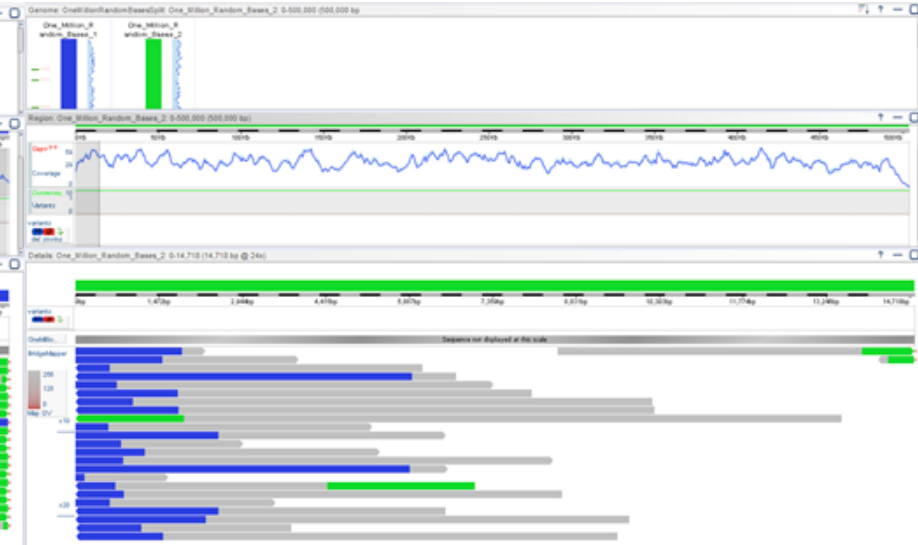 Genome: OneMillionRandomBasesSplit: One_Million_Random_Bases_2: 0-500,000 (500,000 bp
One_Million_R
andom_Bases_1
One_Million_R
andom_Bases_2
Region: One_Million_Random_Bases_2: 0-500,000 (500,000 bp)
50kb 100kb 150kb 200kb 250kb 300kb 350kb 400kb 450kb 500kb
Gaps
Coverage
Variants
variants
Details: One_Million_Random_Bases_2: 0-14,718 (14,718 bp @ 24x)
0bp 1,472bp 2,944bp 4,415bp 5,887bp 7,359bp 8,831bp 10,303bp 11,774bp 13,246bp 14,718bp
variants
OneMillio...
Sequence not displayed at this scale
BridgeMapper
256
128
0
Map QV
x10
x20